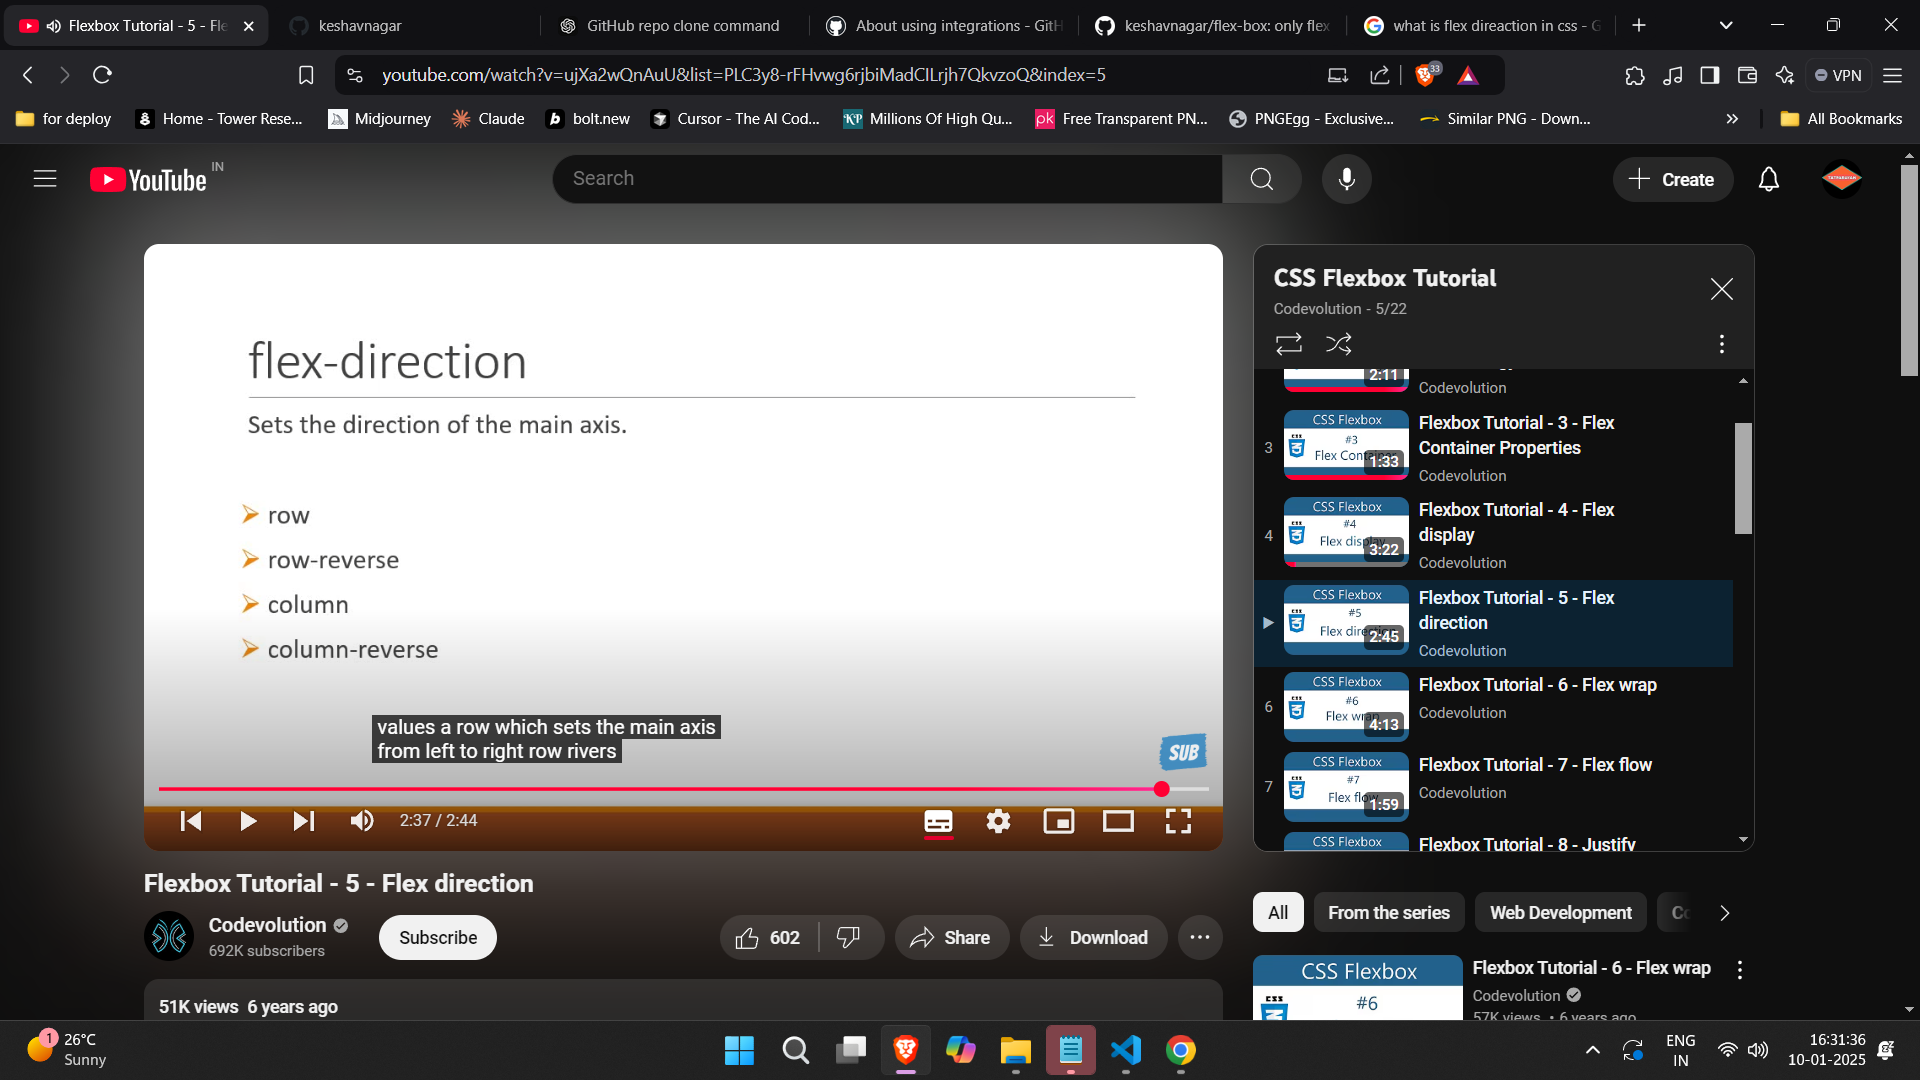 Flexbox Tutorial - 5 - Fle
keshavnagar
GitHub repo clone command
About using integrations - GitH
keshavnagar/flex-box: only flex
what is flex direaction in css - G
youtube.com/watch?v=ujXa2wQnAuU&list=PLC3y8-rFHvwg6rjbiMadCILrjh7QkvzoQ&index=5
33
VPN
for deploy
Home - Tower Rese...
Midjourney
Claude
bolt.new
Cursor - The AI Cod...
Millions Of High Qu...
Free Transparent PN...
PNGEgg - Exclusive...
Similar PNG - Down...
All Bookmarks
YouTube
IN
Search
Create
flex-direction
Sets the direction of the main axis.
row
row-reverse
column
column-reverse
values a row which sets the main axis
from left to right row rivers
SUB
2:37 / 2:44
CSS Flexbox Tutorial
Codevolution - 5/22
2:11
Codevolution
3
CSS Flexbox
#3
Flex Container
1:33
Flexbox Tutorial - 3 - Flex
Container Properties
Codevolution
4
CSS Flexbox
#4
Flex display
3:22
Flexbox Tutorial - 4 - Flex
display
Codevolution
CSS Flexbox
#5
Flex direction
2:45
Flexbox Tutorial - 5 - Flex
direction
Codevolution
6
CSS Flexbox
#6
Flex wrap
4:13
Flexbox Tutorial - 6 - Flex wrap
Codevolution
7
CSS Flexbox
#7
Flex flow
1:59
Flexbox Tutorial - 7 - Flex flow
Codevolution
CSS Flexbox
Flexbox Tutorial - 8 - Justify
Flexbox Tutorial - 5 - Flex direction
Codevolution
692K subscribers
Subscribe
602
Share
Download
51K views 6 years ago
All
From the series
Web Development
Co
CSS Flexbox
#6
CSS
Flexbox Tutorial - 6 - Flex wrap
Codevolution
57K views • 6 years ago
1
26°C
Sunny
ENG
IN
16:31:36
10-01-2025